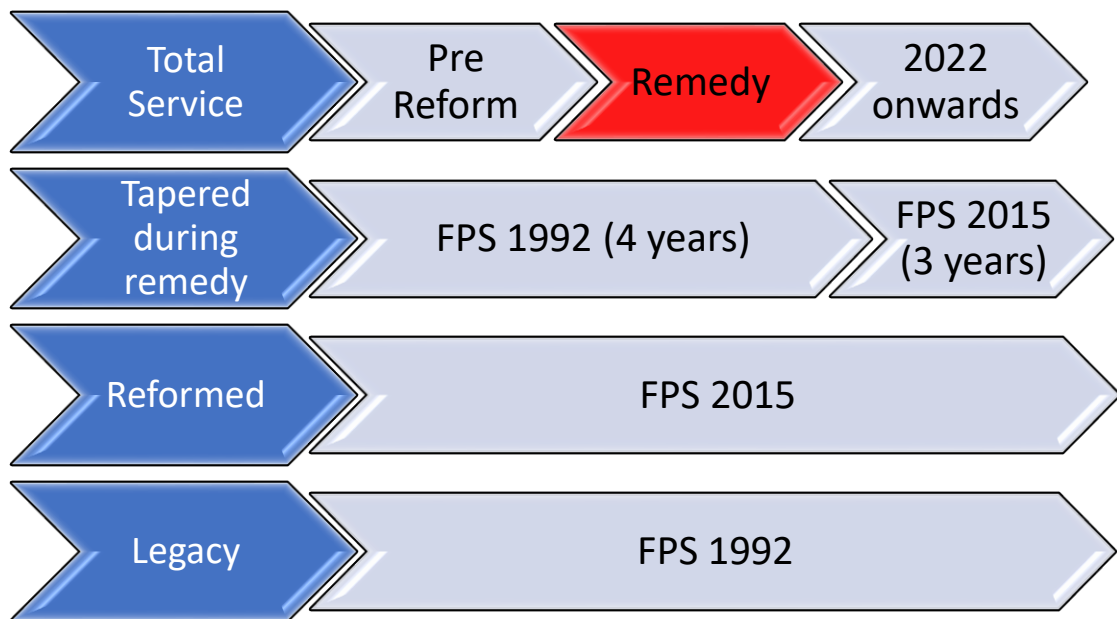 Total
Service
Pre
Reform
Remedy
2022
onwards
Tapered
during
remedy
FPS 1992 (4 years)
FPS 2015
(3 years)
Reformed
FPS 2015
Legacy
FPS 1992